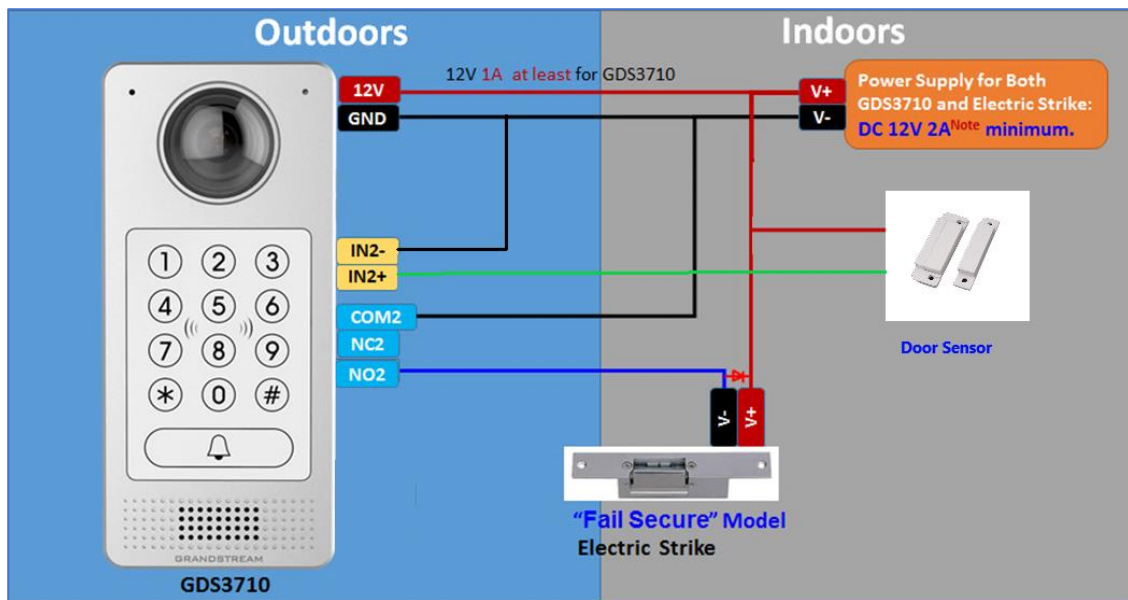 Outdoors
Indoors
12V 1A at least for GDS3710
12V
GND
V+
V-
Power Supply for Both
GDS3710 and Electric Strike:
DC 12V 2ANote minimum.
IN2-
IN2+
COM2
NC2
NO2
1 2 3
4 5 6
7 8 9
* 0 #
Door Sensor
V-
V+
"Fail Secure" Model
Electric Strike
GRANDSTREAM
GDS3710